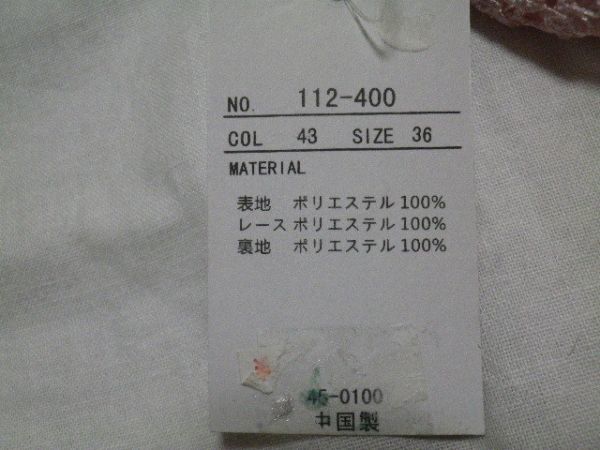 NO. 112-400
COL 43 SIZE 36
MATERIAL
表地 ポリエステル100%
レース ポリエステル100%
裏地 ポリエステル100%
45-0100
中国製